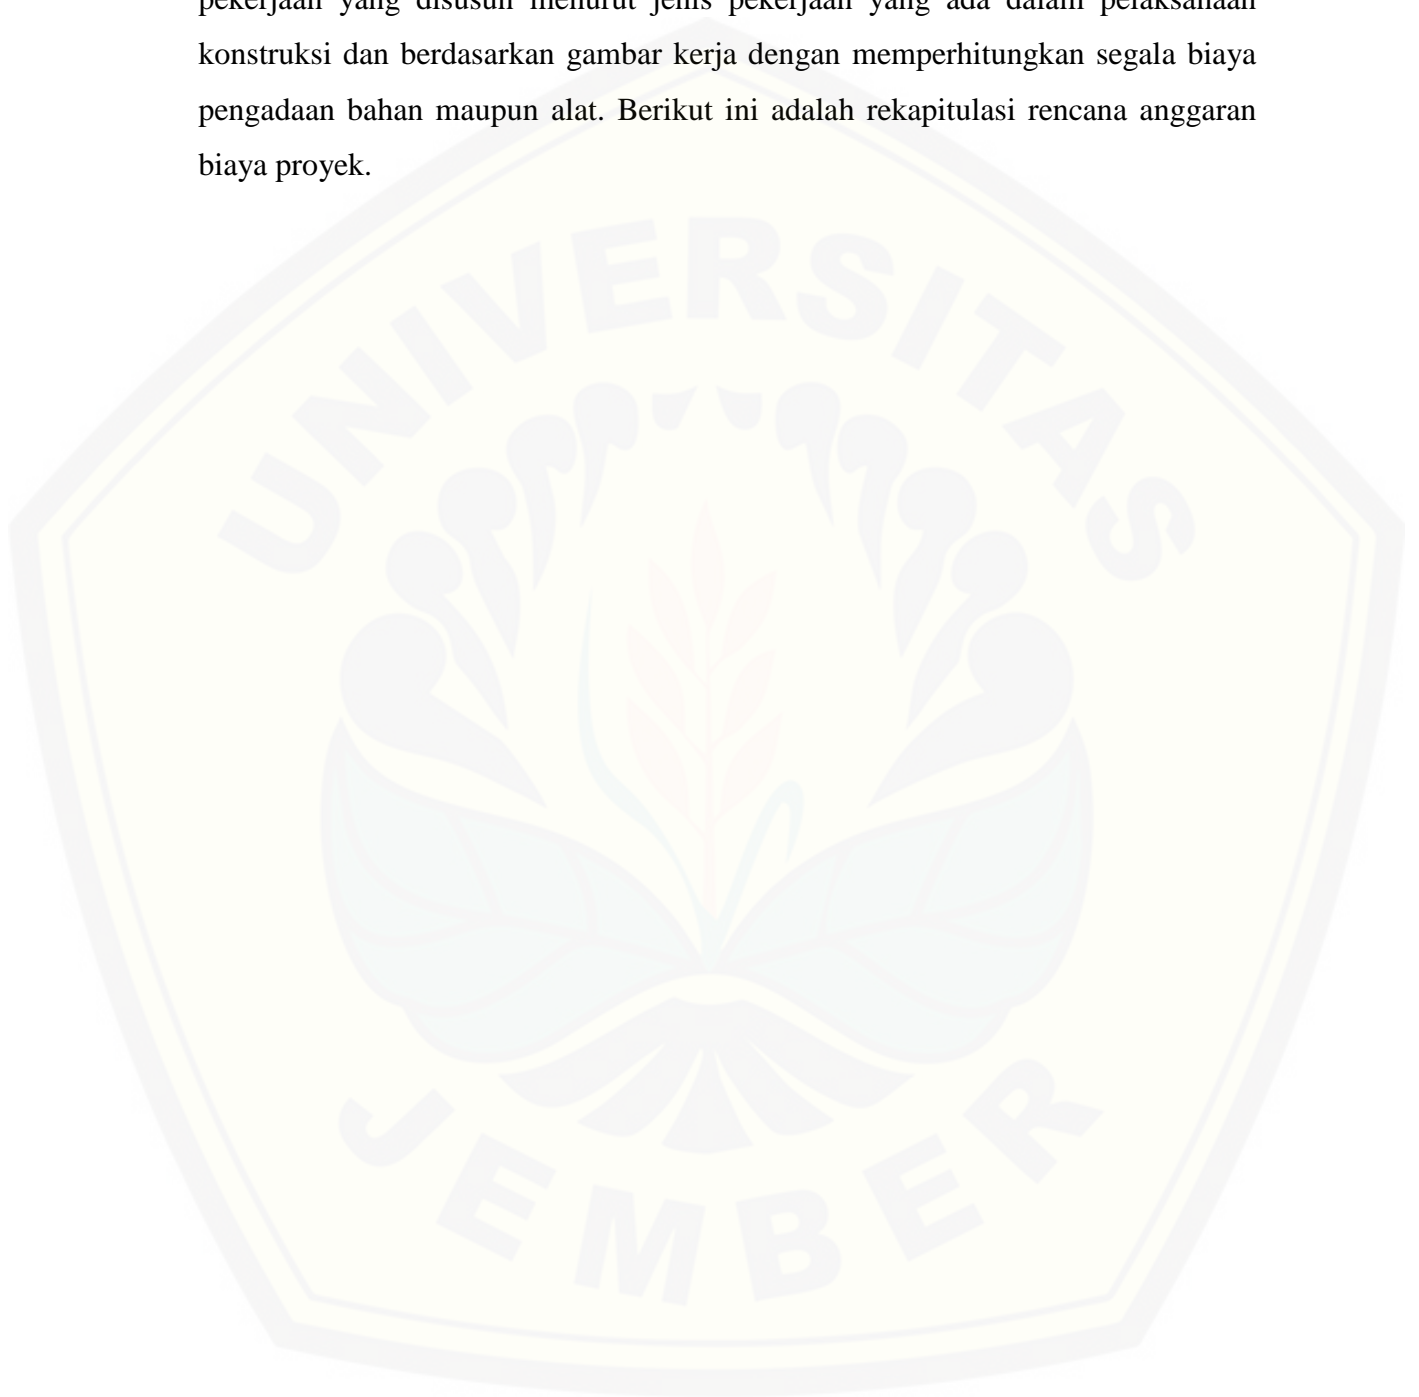 pekerjaan yang disusun menurut jenis pekerjaan yang ada dalam pelaksanaan
konstruksi dan berdasarkan gambar kerja dengan memperhitungkan segala biaya
pengadaan bahan maupun alat. Berikut ini adalah rekapitulasi rencana anggaran
biaya proyek.
UNIVERSITAS
JEMBER